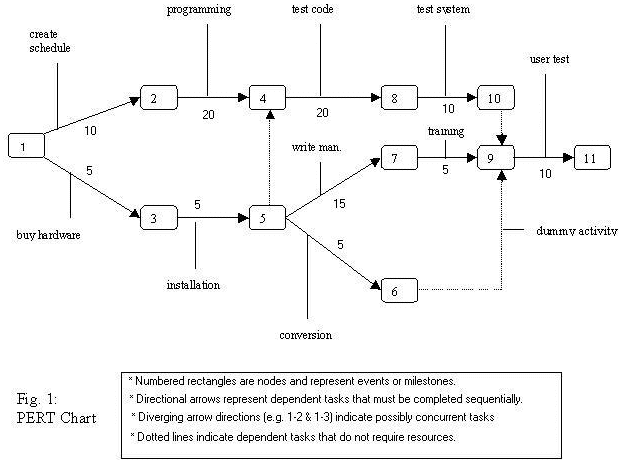 programming
test code
test system
create
schedule
user test
2
4
8
10
10
20
20
10
training
1
write man.
7
9
11
5
5
10
5
15
3
5
5
dummy activity
buy hardware
6
installation
conversion
Fig. 1:
PERT Chart
* Numbered rectangles are nodes and represent events or milestones.
* Directional arrows represent dependent tasks that must be completed sequentially.
* Diverging arrow directions (e.g. 1-2 & 1-3) indicate possibly concurrent tasks
* Dotted lines indicate dependent tasks that do not require resources.